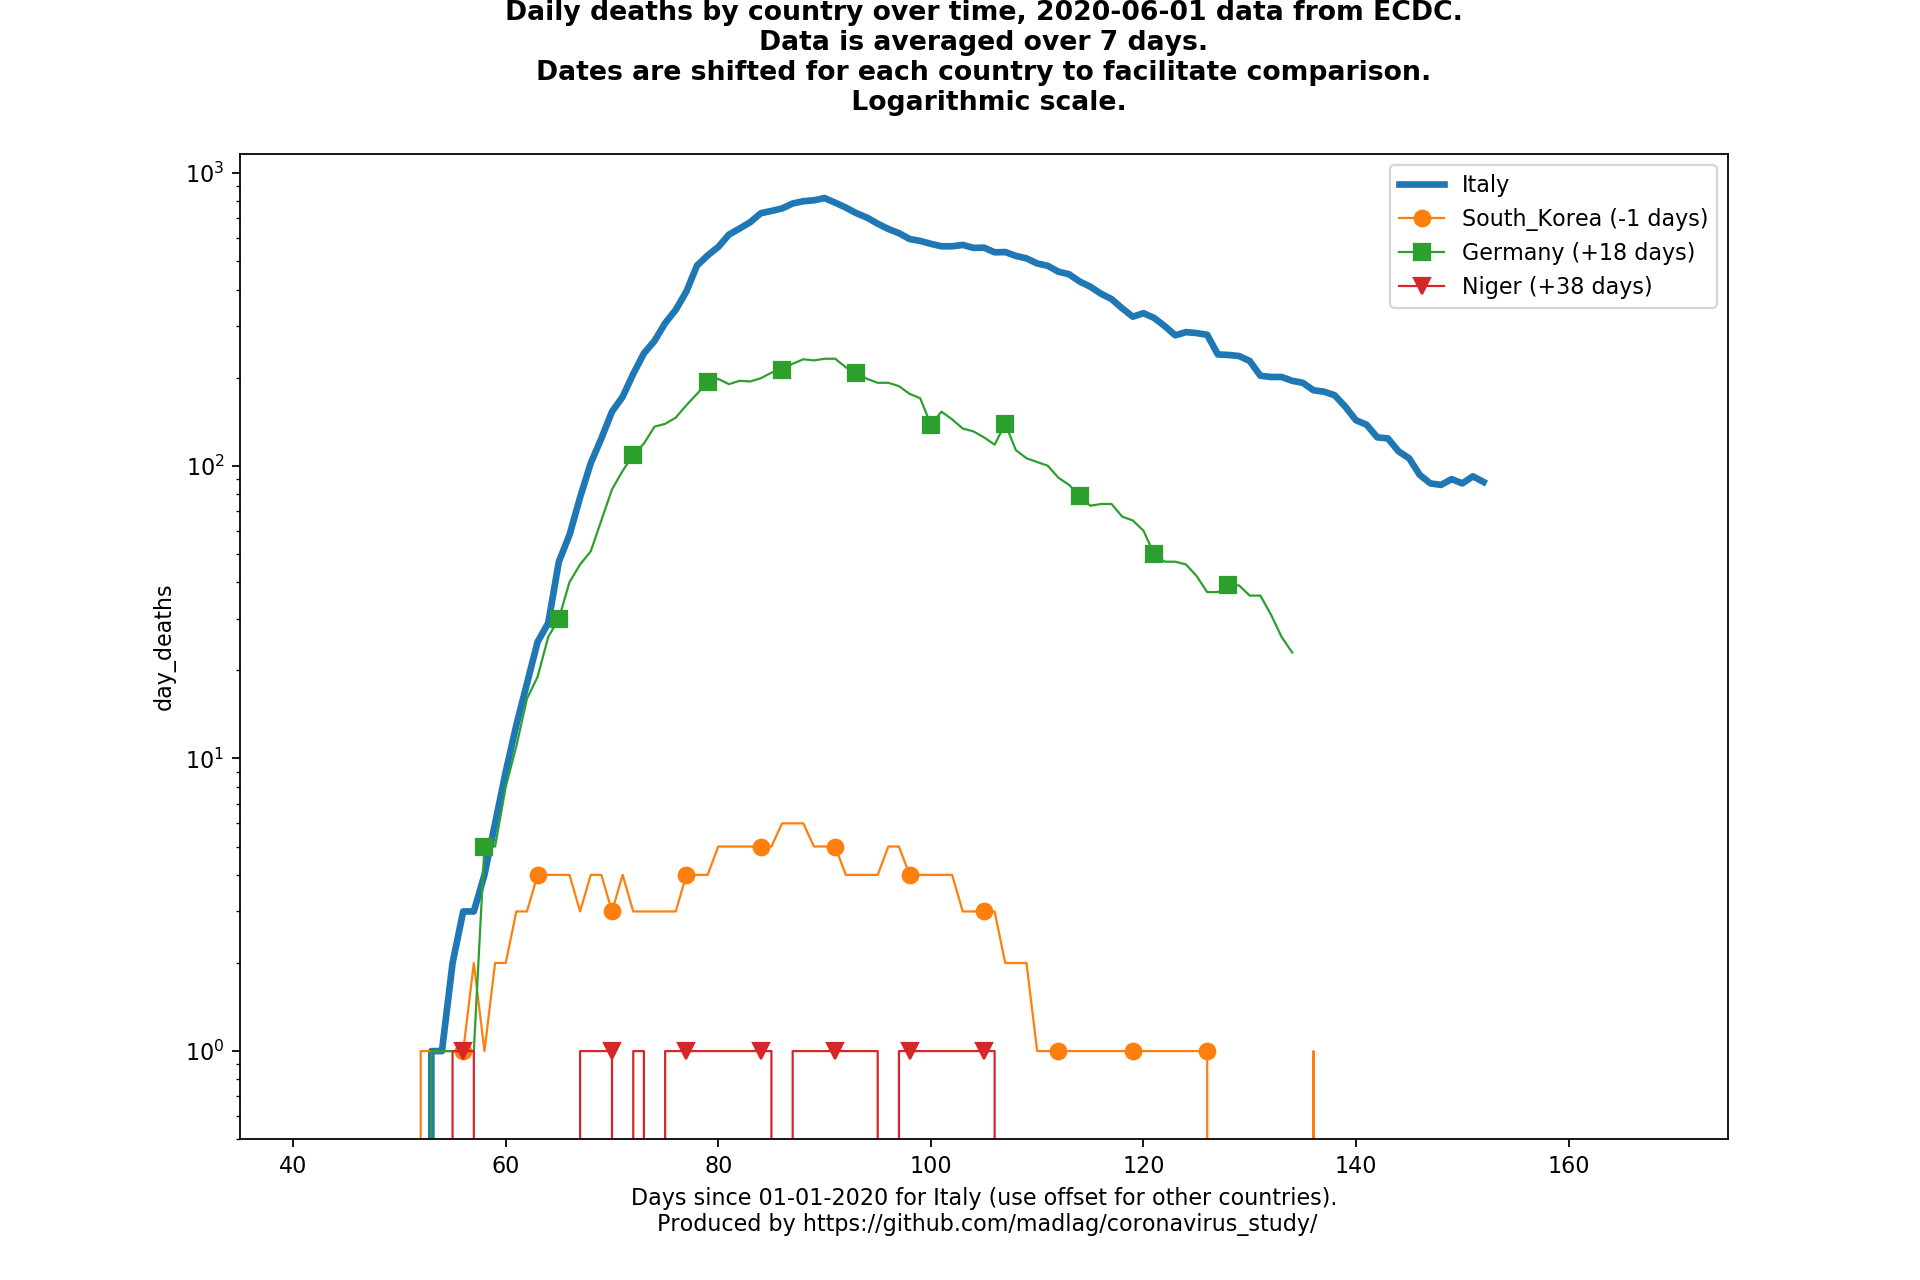 Daily deaths by country over time, 2020-06-01 data from ECDC.
Data is averaged over 7 days.
Dates are shifted for each country to facilitate comparison.
Logarithmic scale.
10³
10²
10¹
10⁰
day_deaths
Italy
South_Korea (-1 days)
Germany (+18 days)
Niger (+38 days)
40 60 80 100 120 140 160
Days since 01-01-2020 for Italy (use offset for other countries).
Produced by https://github.com/madlag/coronavirus_study/